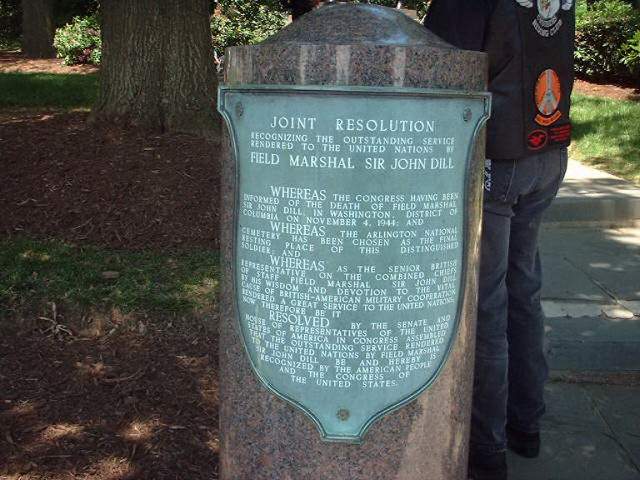 JOINT RESOLUTION
RECOGNIZING THE OUTSTANDING SERVICE
RENDERED TO THE UNITED NATIONS BY
FIELD MARSHAL SIR JOHN DILL
WHEREAS THE CONGRESS HAVING BEEN
INFORMED OF THE DEATH OF FIELD MARSHAL
SIR JOHN DILL, IN WASHINGTON, DISTRICT OF
COLUMBIA ON NOVEMBER 4, 1944: AND
WHEREAS THE ARLINGTON NATIONAL
CEMETERY HAS BEEN CHOSEN AS THE FINAL
RESTING PLACE OF THIS DISTINGUISHED
SOLDIER: AND
WHEREAS AS THE SENIOR BRITISH
REPRESENTATIVE ON THE COMBINED CHIEFS
OF STAFF FIELD MARSHAL SIR JOHN DILL
BY HIS WISDOM AND DEVOTION TO THE VITAL
CAUSE OF BRITISH-AMERICAN MILITARY COOPERATION,
RENDERED A GREAT SERVICE TO THE UNITED NATIONS;
NOW THEREFORE BE IT
RESOLVED BY THE SENATE AND
HOUSE OF REPRESENTATIVES OF THE UNITED
STATES OF AMERICA IN CONGRESS ASSEMBLED,
THE OUTSTANDING SERVICE RENDERED
TO THE UNITED NATIONS BY FIELD MARSHAL
SIR JOHN DILL BE AND HEREBY IS
RECOGNIZED BY THE AMERICAN PEOPLE
AND THE CONGRESS OF
THE UNITED STATES.